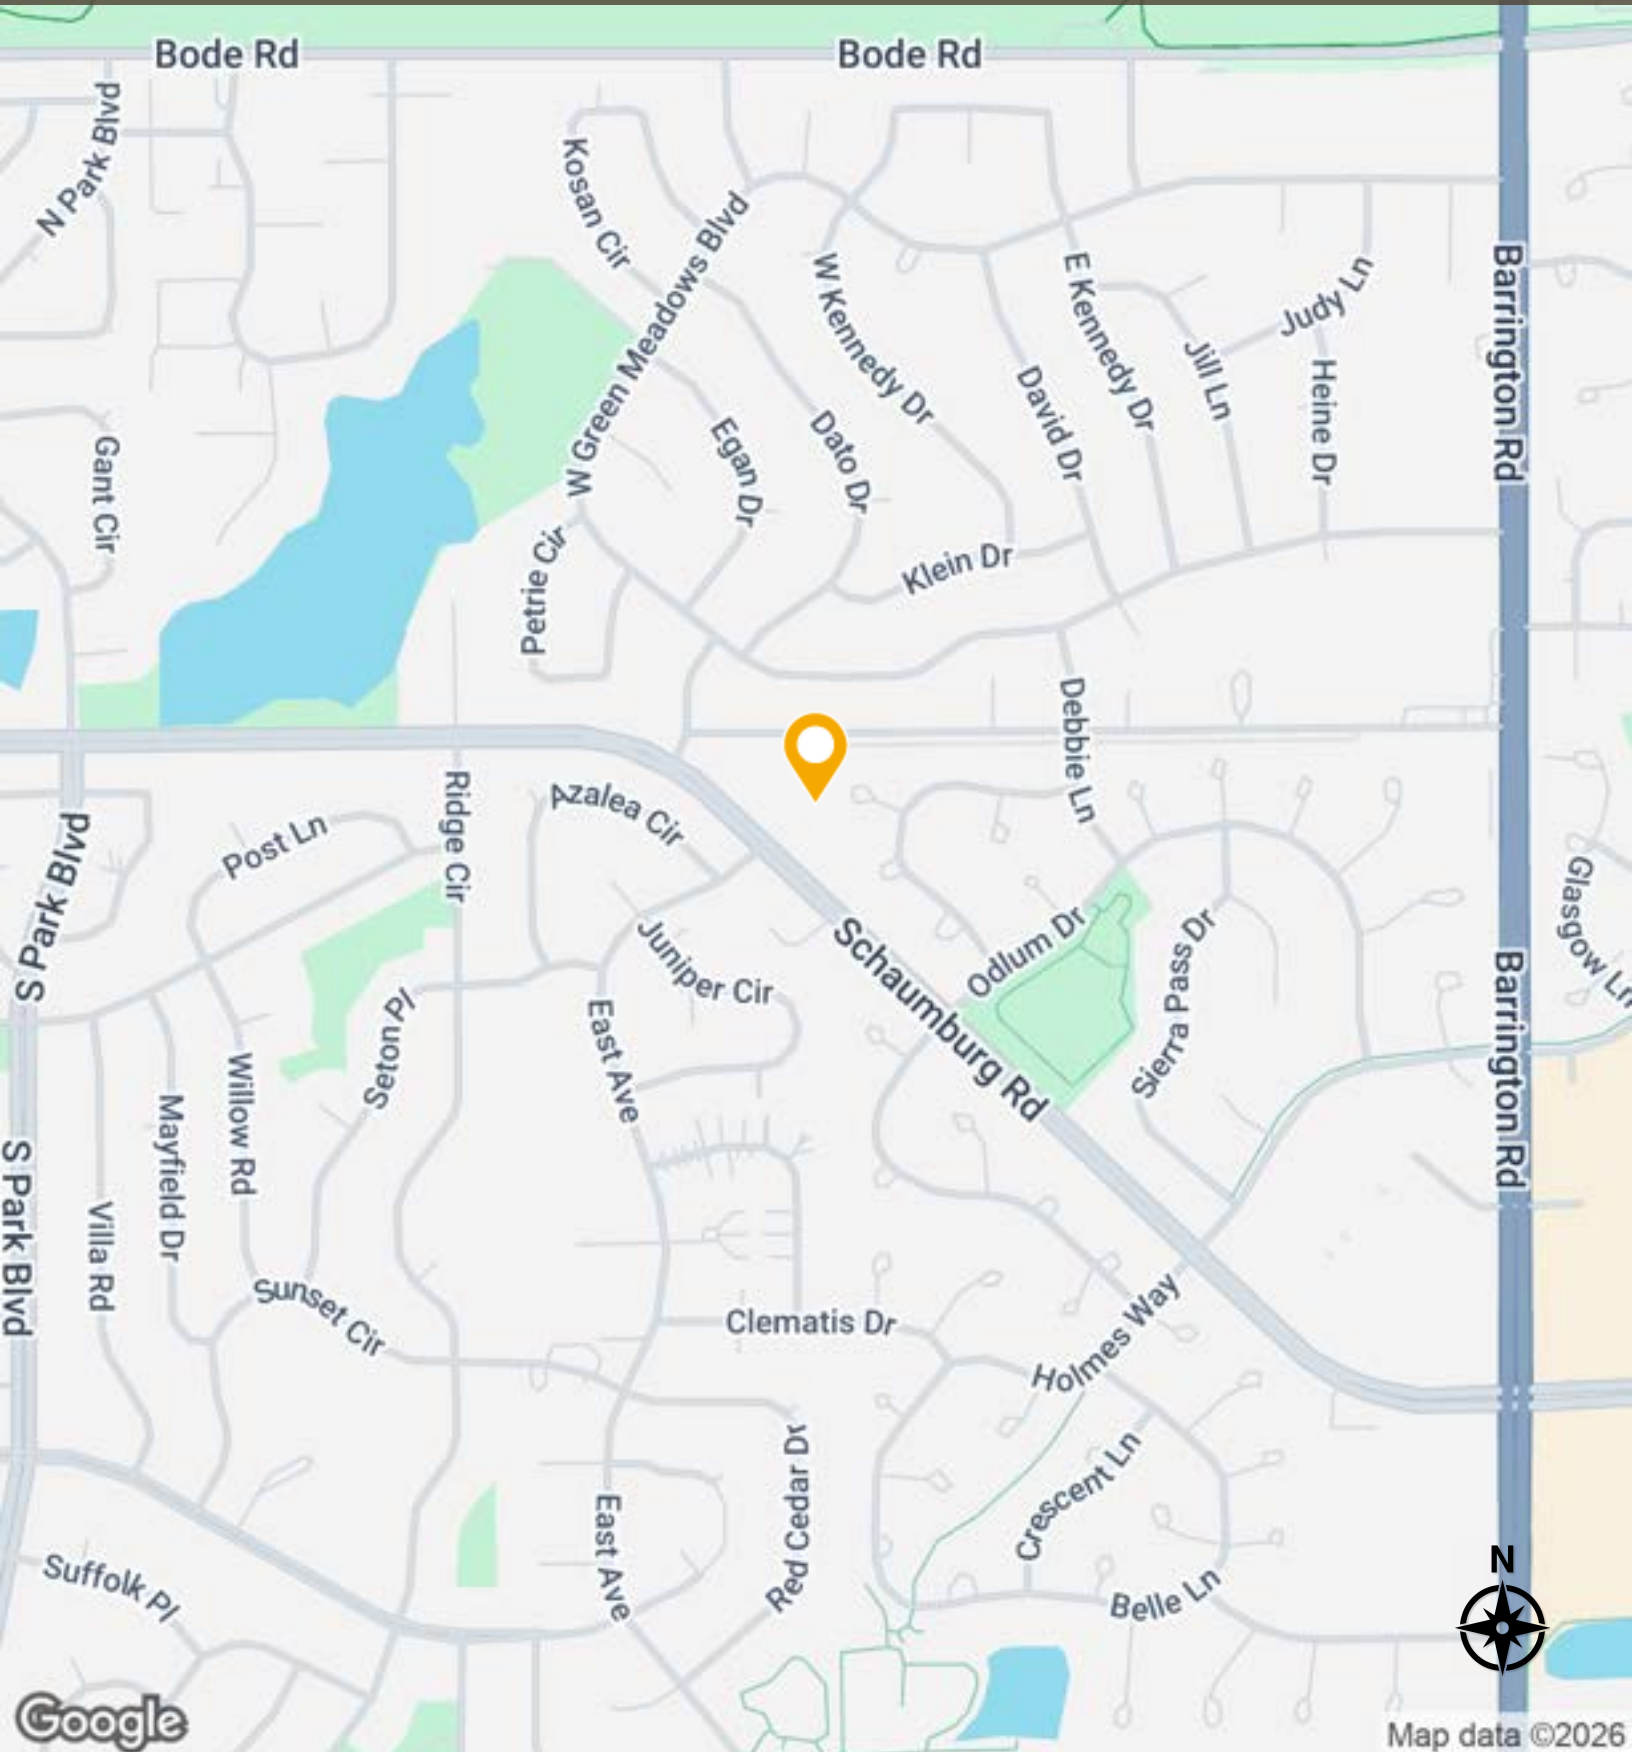 Bode Rd
Bode Rd
N Park Blvd
Kosan Cir
W Green Meadows Blvd
W Kennedy Dr
E Kennedy Dr
Judy Ln
Barrington Rd
Jill Ln
Heine Dr
David Dr
Dato Dr
Egan Dr
Gant Cir
Petrie Cir
Klein Dr
Debbie Ln
Azalea Cir
Ridge Cir
Post Ln
S Park Blvd
Glasgow Ln
Odlum Dr
Sierra Pass Dr
Schaumburg Rd
Juniper Cir
Barrington Rd
Seton Pl
East Ave
Willow Rd
Mayfield Dr
Villa Rd
S Park Blvd
Sunset Cir
Clematis Dr
Holmes Way
Red Cedar Dr
Crescent Ln
East Ave
Belle Ln
Suffolk Pl
N
Google
Map data ©2026